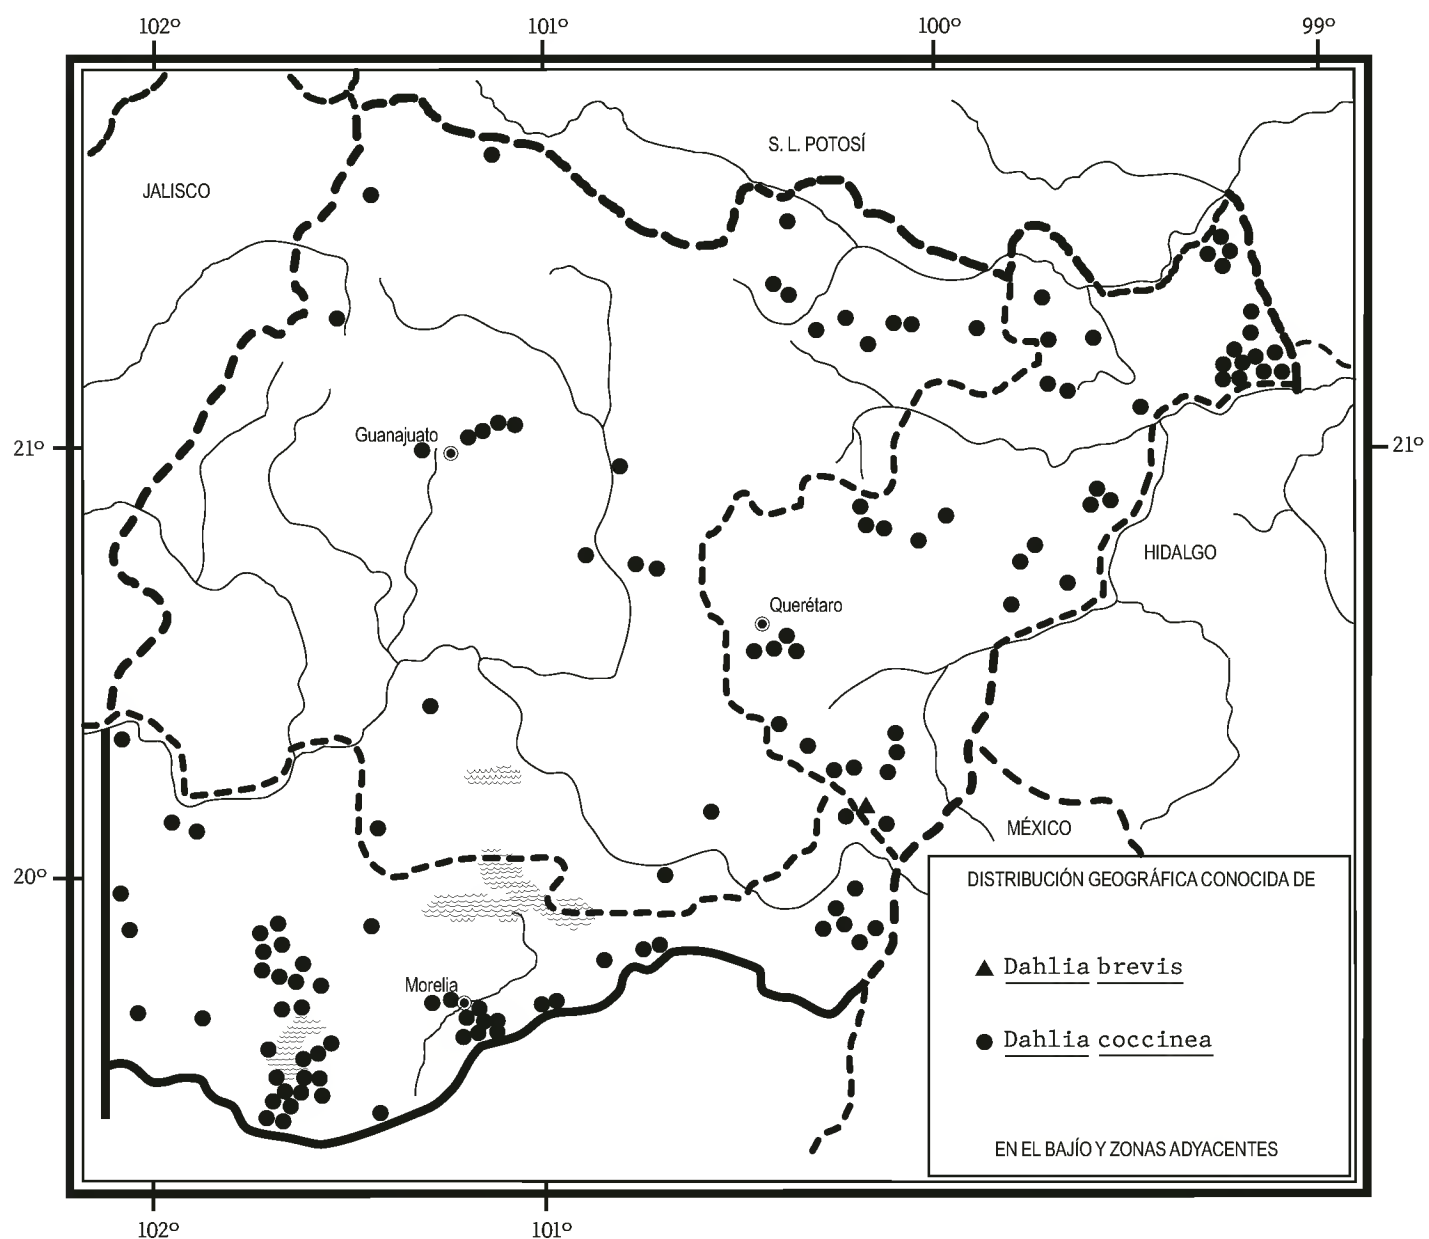 102º 101º 100º 99º
S. L. POTOSÍ
JALISCO
Guanajuato
21º 21º
HIDALGO
Querétaro
MÉXICO
20º
DISTRIBUCIÓN GEOGRÁFICA CONOCIDA DE
Dahlia brevis
Morelia
Dahlia coccinea
EN EL BAJÍO Y ZONAS ADYACENTES
102º 101º